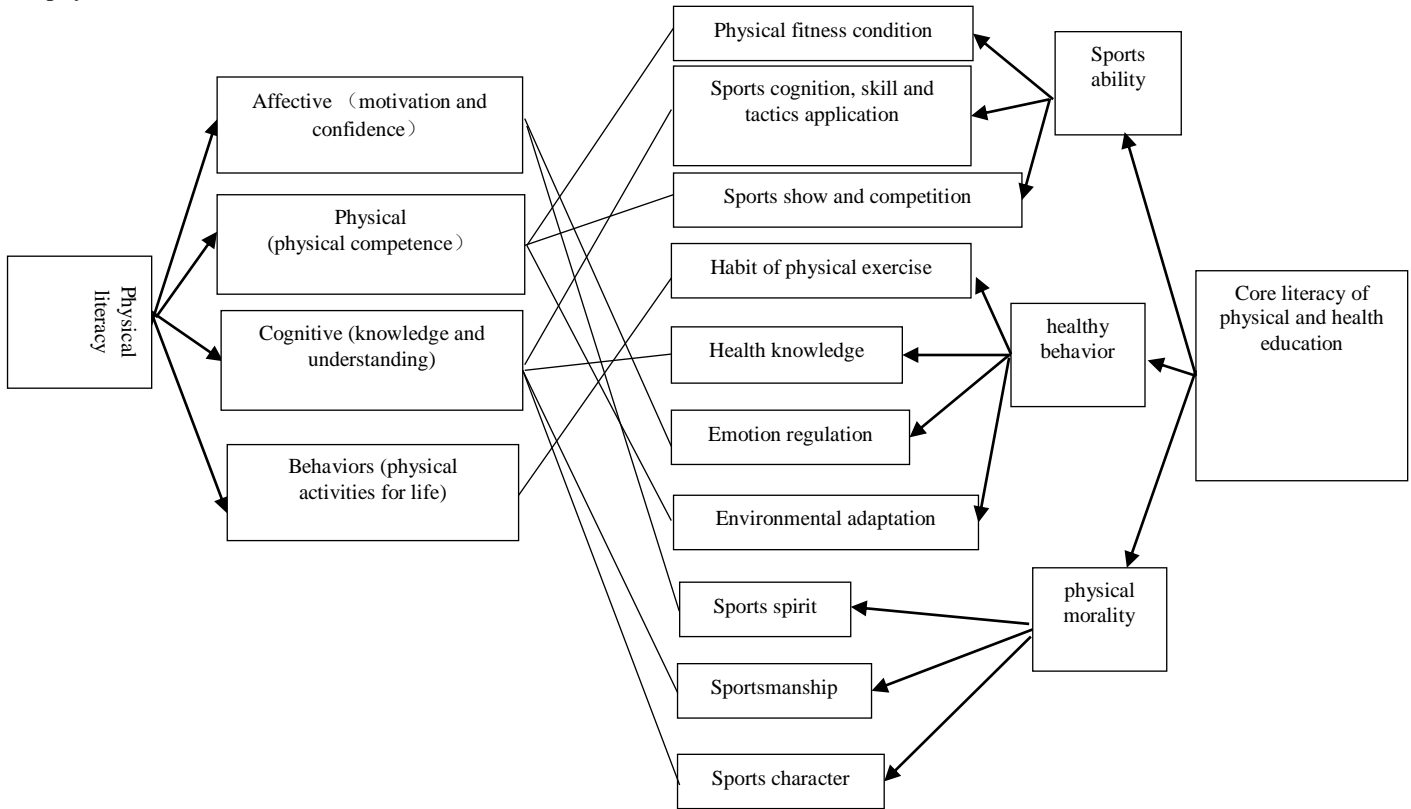 Physical
literacy
Affective （motivation and
confidence）
Physical
(physical competence）
Cognitive (knowledge and
understanding)
Behaviors (physical
activities for life)
Physical fitness condition
Sports cognition, skill and
tactics application
Sports show and competition
Habit of physical exercise
Health knowledge
Emotion regulation
Environmental adaptation
Sports spirit
Sportsmanship
Sports character
Sports
ability
healthy
behavior
physical
morality
Core literacy of
physical and health
education